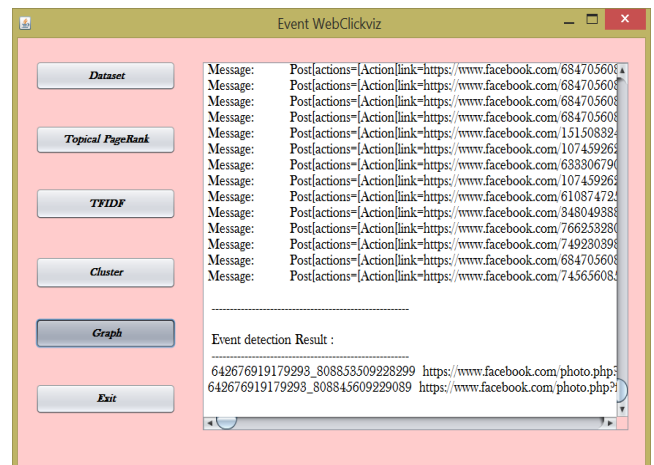 Event WebClickviz
Dataset
Topical PageRank
TFIDF
Cluster
Graph
Exit
Message: Post[actions=[Action[link=https://www.facebook.com/684705608
Message: Post[actions=[Action[link=https://www.facebook.com/684705608
Message: Post[actions=[Action[link=https://www.facebook.com/684705608
Message: Post[actions=[Action[link=https://www.facebook.com/684705608
Message: Post[actions=[Action[link=https://www.facebook.com/151508324
Message: Post[actions=[Action[link=https://www.facebook.com/107459262
Message: Post[actions=[Action[link=https://www.facebook.com/633306790
Message: Post[actions=[Action[link=https://www.facebook.com/107459262
Message: Post[actions=[Action[link=https://www.facebook.com/610874725
Message: Post[actions=[Action[link=https://www.facebook.com/348049388
Message: Post[actions=[Action[link=https://www.facebook.com/766253280
Message: Post[actions=[Action[link=https://www.facebook.com/749230398
Message: Post[actions=[Action[link=https://www.facebook.com/684705608
Message: Post[actions=[Action[link=https://www.facebook.com/745656085
-----------------------------------------------------
Event detection Result :
-----------------------------------------------------
642676919179293_808853509228299 https://www.facebook.com/photo.php?
642676919179293_808845609229089 https://www.facebook.com/photo.php?f